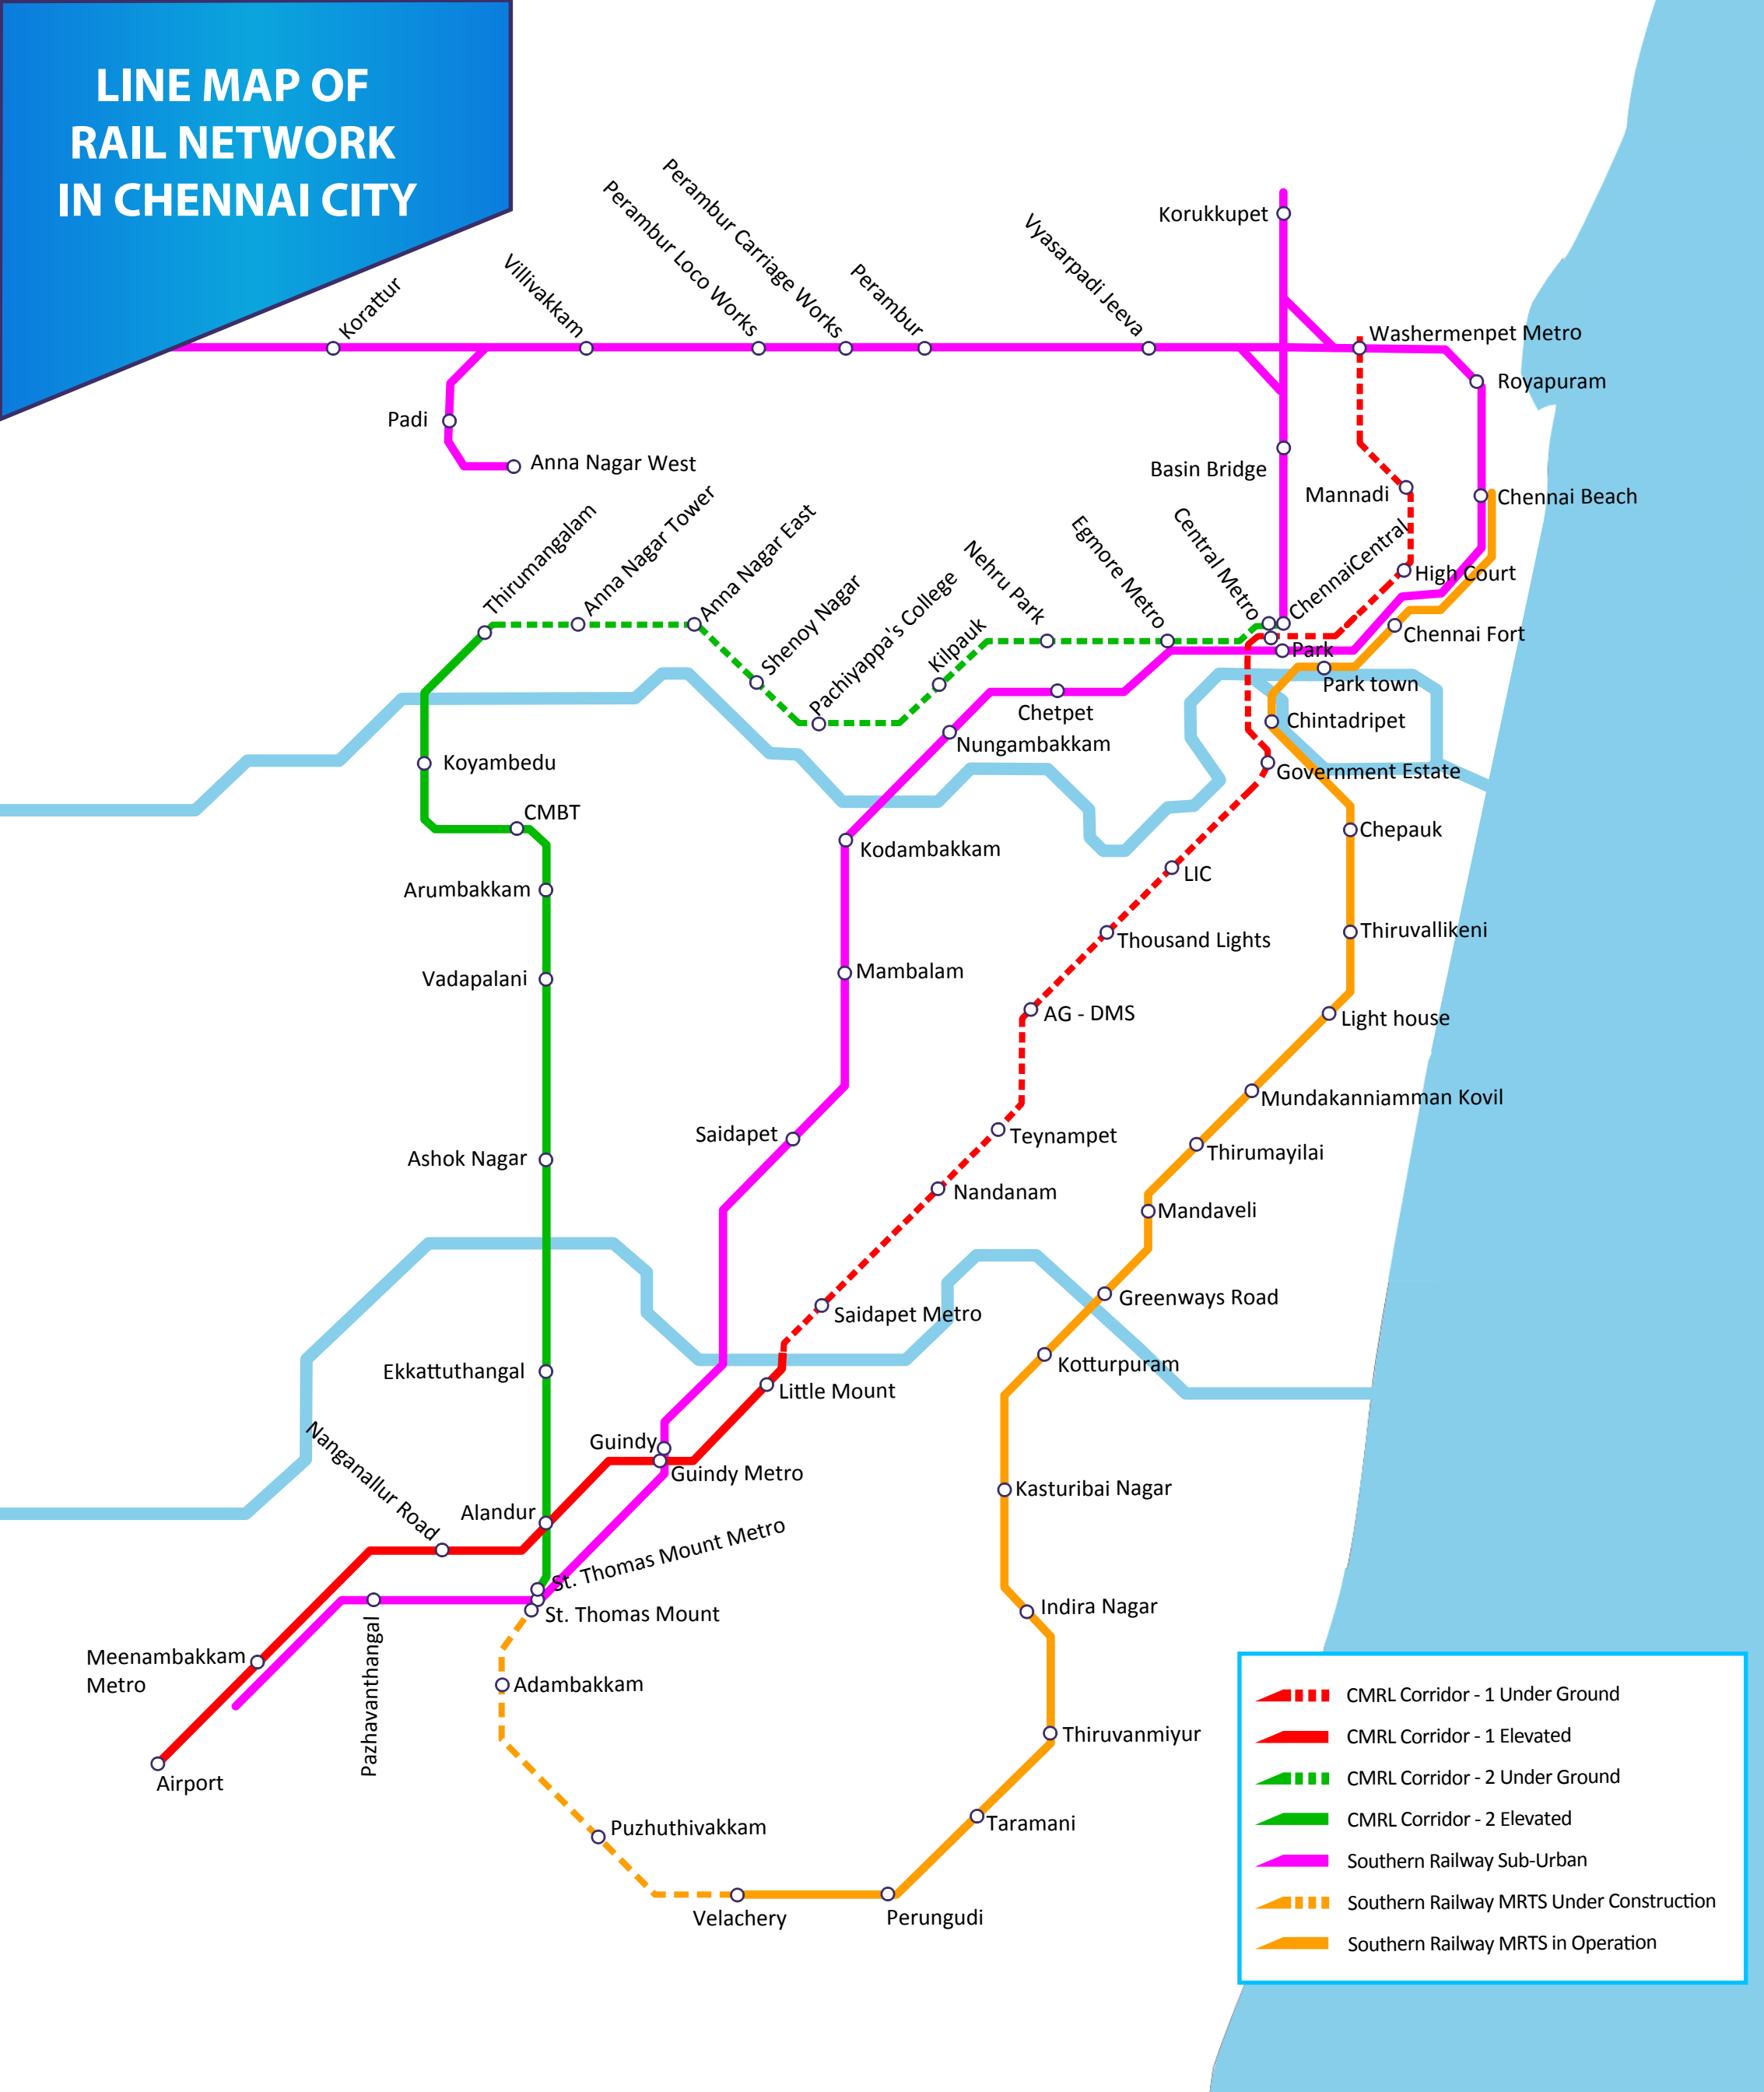 LINE MAP OF
RAIL NETWORK
IN CHENNAI CITY
Korattur
Villivakkam
Perambur Loco Works
Perambur Carriage Works
Perambur
Vyasarpadi Jeeva
Korukkupet
Washermenpet Metro
Royapuram
Padi
Anna Nagar West
Basin Bridge
Mannadi
Chennai Beach
Thirumangalam
Anna Nagar Tower
Anna Nagar East
Shenoy Nagar
Pachiyappa's College
Kilpauk
Nehru Park
Egmore Metro
Central Metro
ChennaiCentral
High Court
Chennai Fort
Park
Park town
Chetpet
Chintadripet
Nungambakkam
Koyambedu
Government Estate
CMBT
Chepauk
Kodambakkam
LIC
Arumbakkam
Thiruvallikeni
Thousand Lights
Vadapalani
Mambalam
AG - DMS
Light house
Mundakanniamman Kovil
Saidapet
Teynampet
Thirumayilai
Ashok Nagar
Nandanam
Mandaveli
Greenways Road
Saidapet Metro
Kotturpuram
Ekkattuthangal
Little Mount
Guindy
Guindy Metro
Nanganallur Road
Kasturibai Nagar
Alandur
St. Thomas Mount Metro
St. Thomas Mount
Indira Nagar
Meenambakkam
Metro
Pazhavanthangal
Adambakkam
Thiruvanmiyur
Airport
Puzhuthivakkam
Taramani
Velachery
Perungudi
CMRL Corridor - 1 Under Ground
CMRL Corridor - 1 Elevated
CMRL Corridor - 2 Under Ground
CMRL Corridor - 2 Elevated
Southern Railway Sub-Urban
Southern Railway MRTS Under Construction
Southern Railway MRTS in Operation